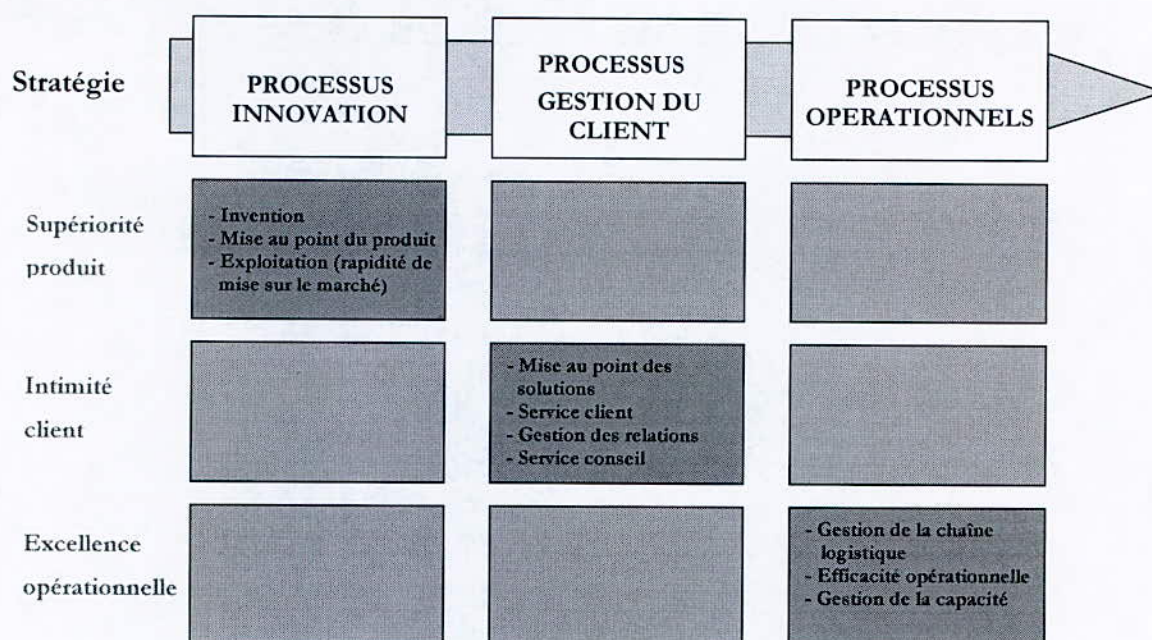 Stratégie
PROCESSUS
INNOVATION
PROCESSUS
GESTION DU
CLIENT
PROCESSUS
OPERATIONNELS
Supériorité
produit
- Invention
- Mise au point du produit
- Exploitation (rapidité de
mise sur le marché)
Intimité
client
- Mise au point des
solutions
- Service client
- Gestion des relations
- Service conseil
Excellence
opérationnelle
- Gestion de la chaîne
logistique
- Efficacité opérationnelle
- Gestion de la capacité